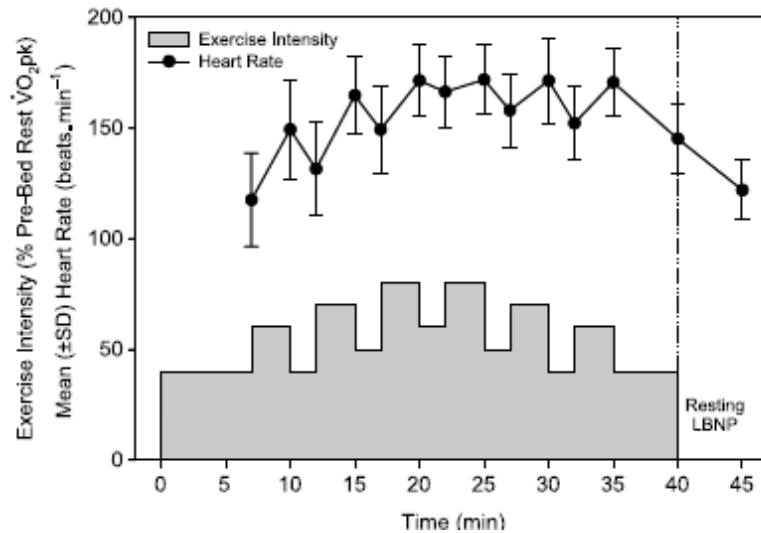 Exercise Intensity (% Pre-Bed Rest V̇O₂pk)
Mean (±SD) Heart Rate (beats.min⁻¹)
200
150
100
50
0
Exercise Intensity
Heart Rate
Resting
LBNP
0 5 10 15 20 25 30 35 40 45
Time (min)